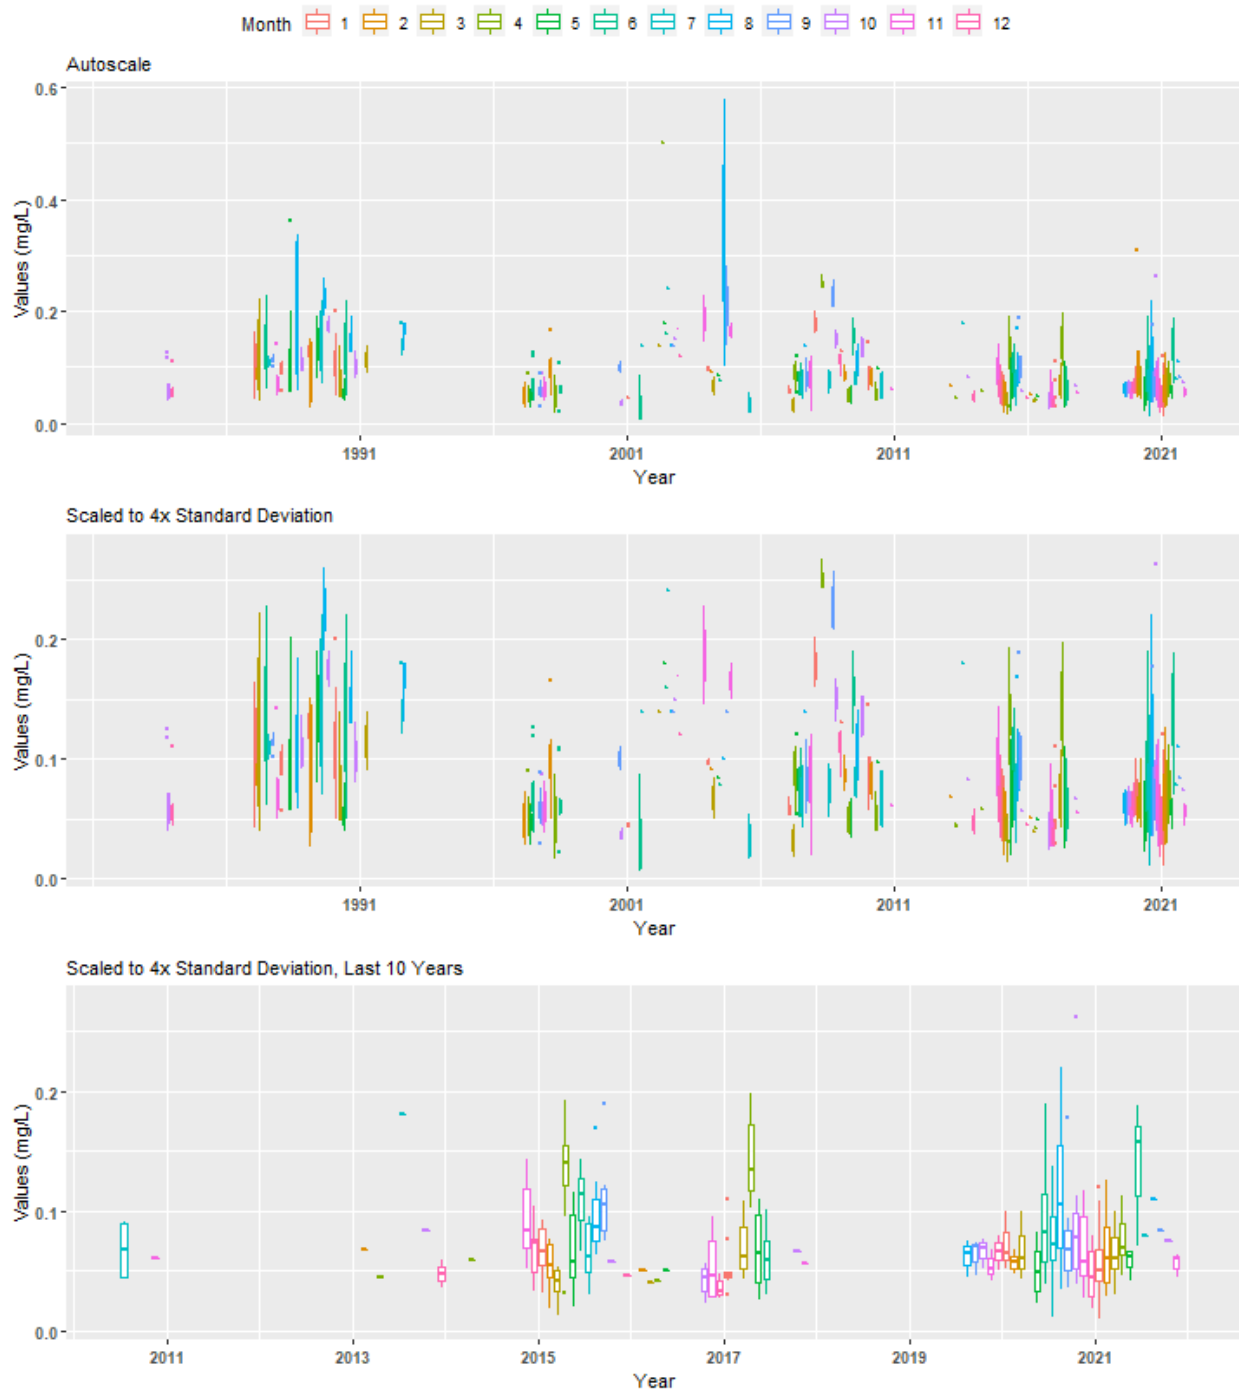 Month 1 2 3 4 5 6 7 8 9 10 11 12
Autoscale
0.6
0.4
0.2
0.0
Values (mg/L)
1991 2001 2011 2021
Year
Scaled to 4x Standard Deviation
0.2
0.1
0.0
Values (mg/L)
1991 2001 2011 2021
Year
Scaled to 4x Standard Deviation, Last 10 Years
0.2
0.1
0.0
Values (mg/L)
2011 2013 2015 2017 2019 2021
Year